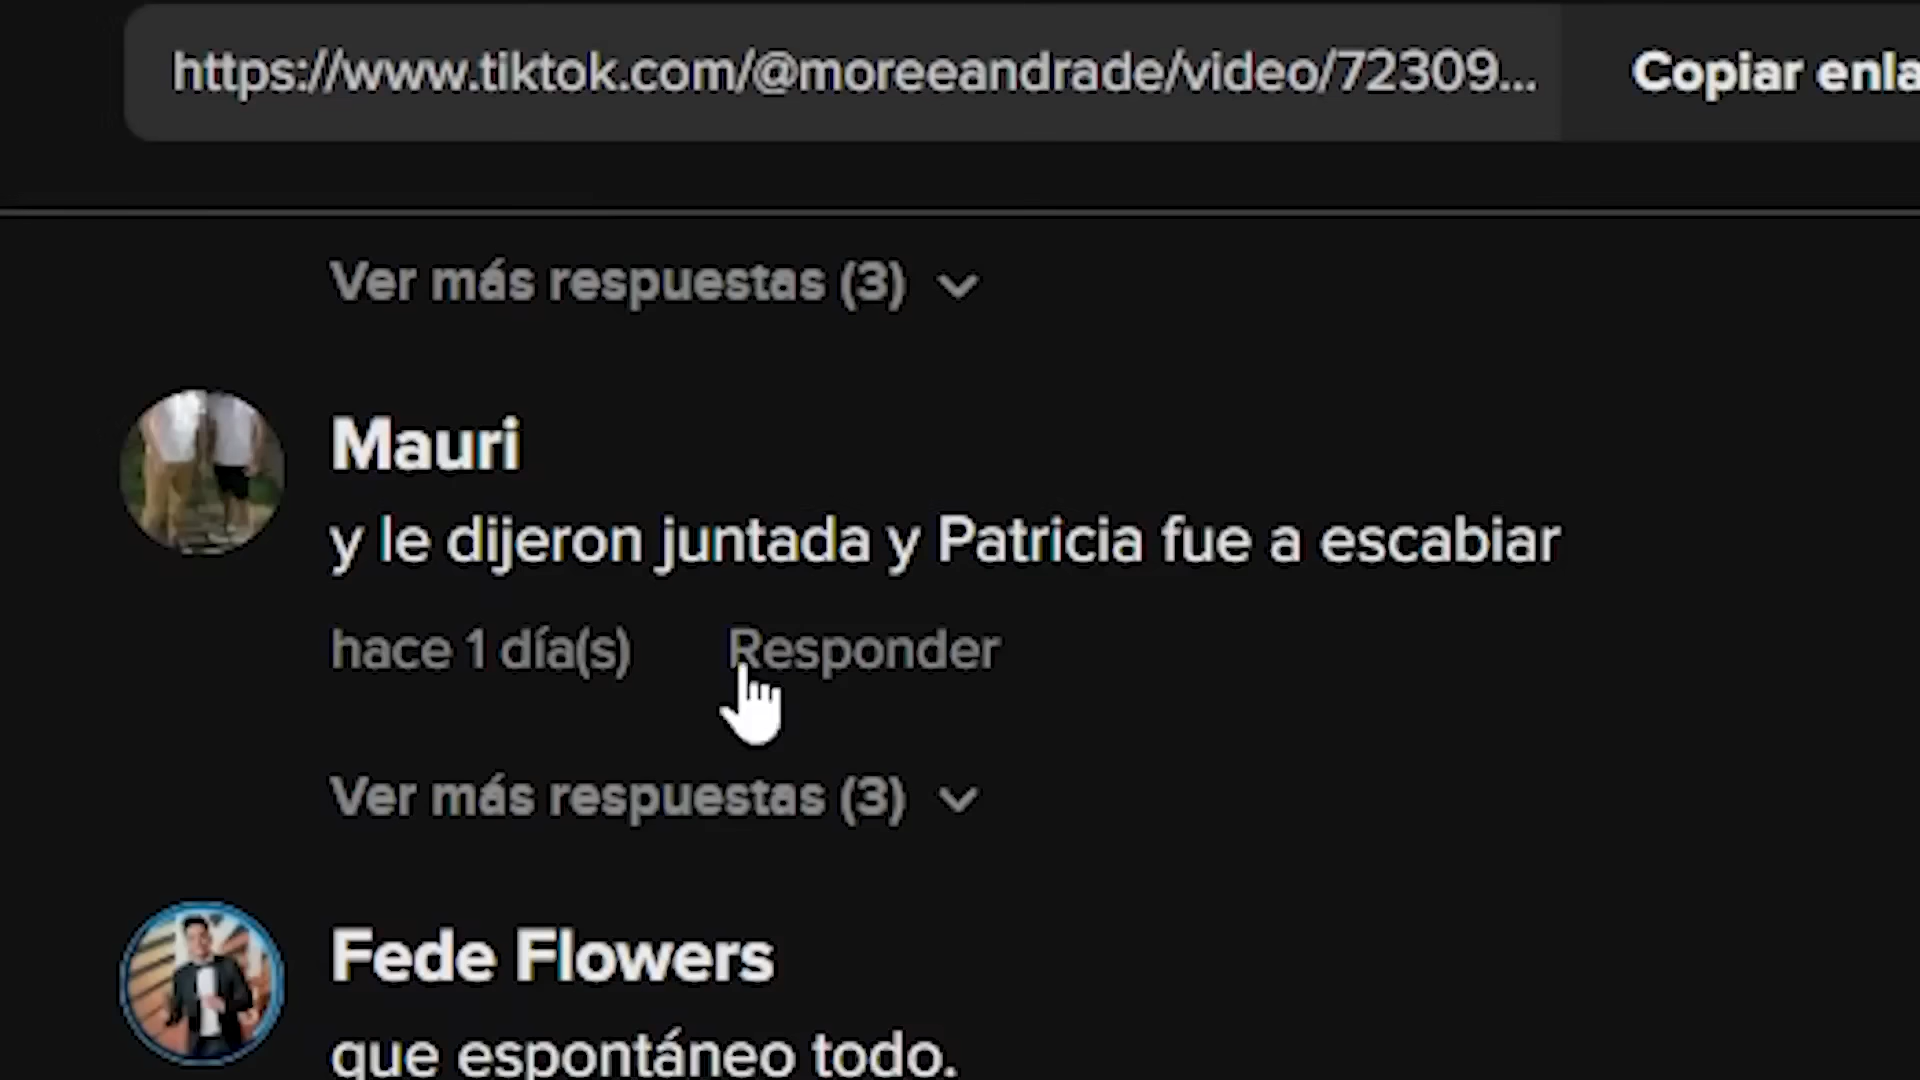 https://www.tiktok.com/@moreeandrade/video/72309...
Copiar enla
Ver más respuestas (3)
Mauri
y le dijeron juntada y Patricia fue a escabiar
hace 1 día(s) Responder
Ver más respuestas (3)
Fede Flowers
que espontáneo todo.